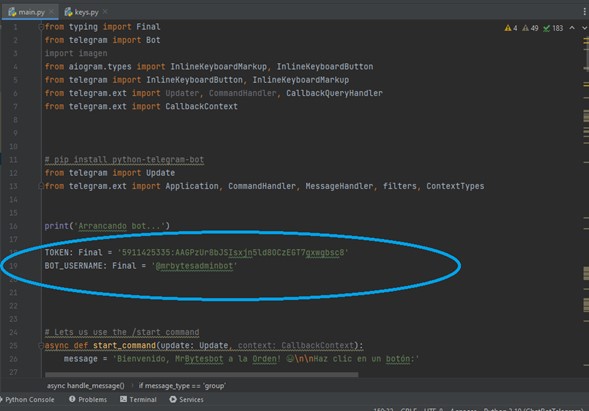 main.py
keys.py
1 from typing import Final
4 49 183
2 from telegram import Bot
3 import imagen
4 from aiogram.types import InlineKeyboardMarkup, InlineKeyboardButton
5 from telegram import InlineKeyboardButton, InlineKeyboardMarkup
6 from telegram.ext import Updater, CommandHandler, CallbackQueryHandler
7 from telegram.ext import CallbackContext
8
9
10
11 # pip install python-telegram-bot
12 from telegram import Update
13 from telegram.ext import Application, CommandHandler, MessageHandler, filters, ContextTypes
14
15
16 print('Arrancando bot...')
17
18 TOKEN: Final = '5911425335:AAGPzUr8bJSIsxjn5ld8OCzEGT7gxwgbsc8'
19 BOT_USERNAME: Final = '@mrbytesadminbot'
20
21
22
23
24 # Lets us use the /start command
25 async def start_command(update: Update, context: CallbackContext):
26 message = 'Bienvenido, MrBytesbot a la Orden! 😀\n\nHaz clic en un botón:'
27
async handle_message() › if message_type == 'group'
Python Console Problems Terminal Services